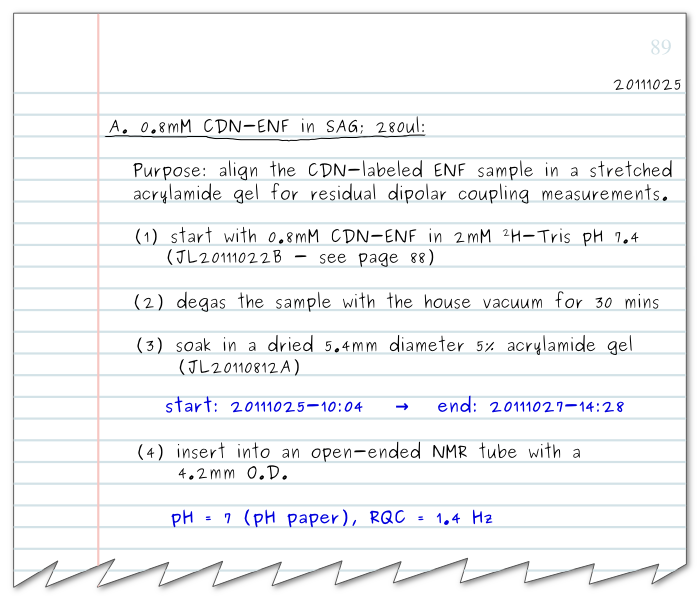 89
20111025
A. 0.8mM CDN-ENF in SAG; 280ul:
Purpose: align the CDN-labeled ENF sample in a stretched
acrylamide gel for residual dipolar coupling measurements.
(1) start with 0.8mM CDN-ENF in 2mM ²H-Tris pH 7.4
(JL20111022B - see page 88)
(2) degas the sample with the house vacuum for 30 mins
(3) soak in a dried 5.4mm diameter 5% acrylamide gel
(JL20110812A)
start: 20111025-10:04 → end: 20111027-14:28
(4) insert into an open-ended NMR tube with a
4.2mm O.D.
pH = 7 (pH paper), RQC = 1.4 Hz